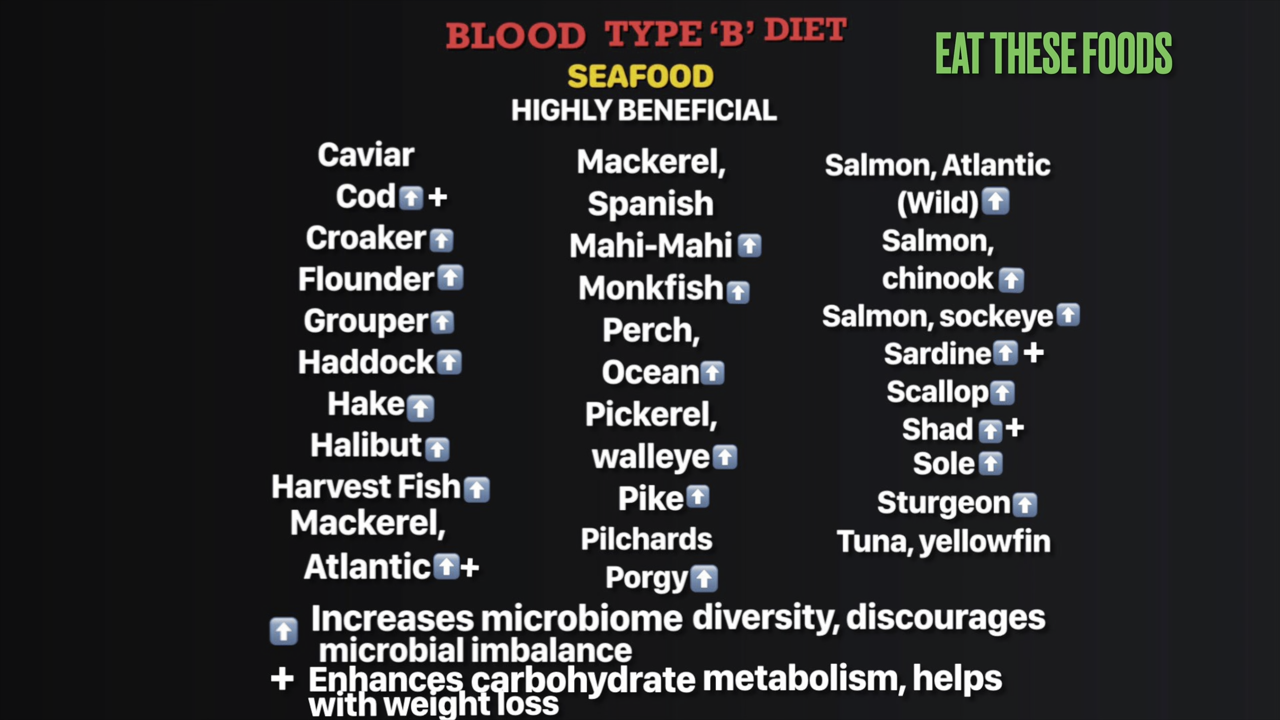 BLOOD TYPE ‘B’ DIET
EAT THESE FOODS
SEAFOOD
HIGHLY BENEFICIAL
Caviar
Cod⬆️+
Croaker⬆️
Flounder⬆️
Grouper⬆️
Haddock⬆️
Hake⬆️
Halibut⬆️
Harvest Fish⬆️
Mackerel,
Atlantic⬆️+
Mackerel,
Spanish
Mahi-Mahi⬆️
Monkfish⬆️
Perch,
Ocean⬆️
Pickerel,
walleye⬆️
Pike⬆️
Pilchards
Porgy⬆️
Salmon, Atlantic
(Wild)⬆️
Salmon,
chinook⬆️
Salmon, sockeye⬆️
Sardine⬆️+
Scallop⬆️
Shad⬆️+
Sole⬆️
Sturgeon⬆️
Tuna, yellowfin
⬆️ Increases microbiome diversity, discourages
microbial imbalance
+ Enhances carbohydrate metabolism, helps
with weight loss